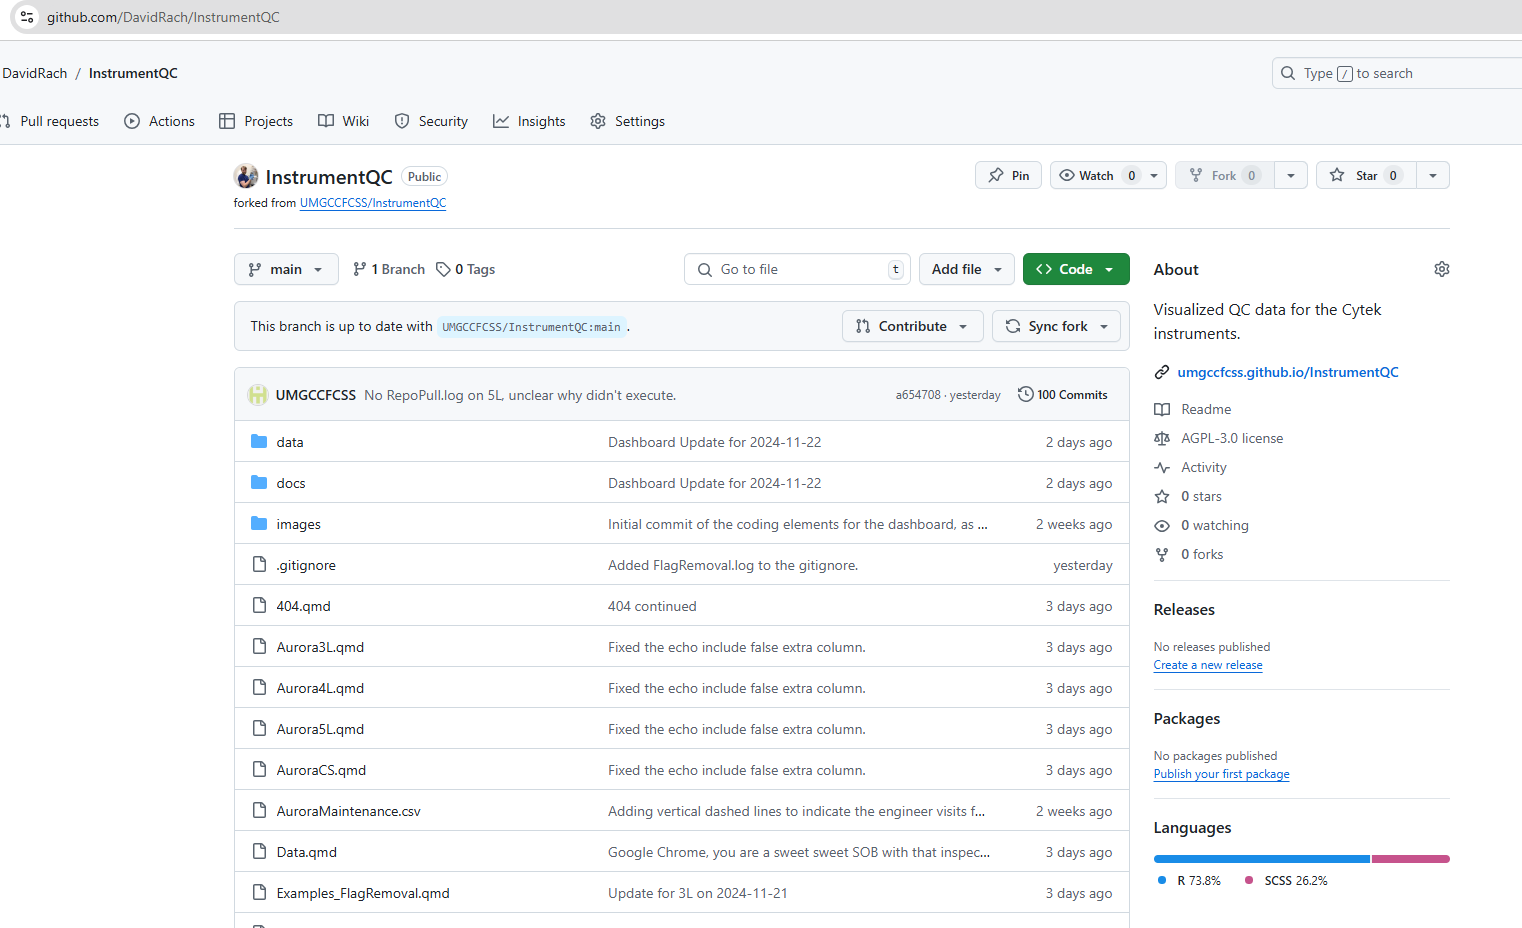 github.com/DavidRach/InstrumentQC
DavidRach / InstrumentQC
Type / to search
Pull requests Actions Projects Wiki Security Insights Settings
InstrumentQC Public
Pin Watch 0 Fork 0 Star 0
forked from UMGCCFCSS/InstrumentQC
main 1 Branch 0 Tags Go to file t Add file Code
This branch is up to date with UMGCCFCSS/InstrumentQC:main . Contribute Sync fork
UMGCCFCSS No RepoPull.log on 5L, unclear why didn't execute. a654708 · yesterday 100 Commits
data Dashboard Update for 2024-11-22 2 days ago
docs Dashboard Update for 2024-11-22 2 days ago
images Initial commit of the coding elements for the dashboard, as ... 2 weeks ago
.gitignore Added FlagRemoval.log to the gitignore. yesterday
404.qmd 404 continued 3 days ago
Aurora3L.qmd Fixed the echo include false extra column. 3 days ago
Aurora4L.qmd Fixed the echo include false extra column. 3 days ago
Aurora5L.qmd Fixed the echo include false extra column. 3 days ago
AuroraCS.qmd Fixed the echo include false extra column. 3 days ago
AuroraMaintenance.csv Adding vertical dashed lines to indicate the engineer visits f... 2 weeks ago
Data.qmd Google Chrome, you are a sweet sweet SOB with that inspec... 3 days ago
Examples_FlagRemoval.qmd Update for 3L on 2024-11-21 3 days ago
About
Visualized QC data for the Cytek
instruments.
umgccfcss.github.io/InstrumentQC
Readme
AGPL-3.0 license
Activity
0 stars
0 watching
0 forks
Releases
No releases published
Create a new release
Packages
No packages published
Publish your first package
Languages
R 73.8% SCSS 26.2%